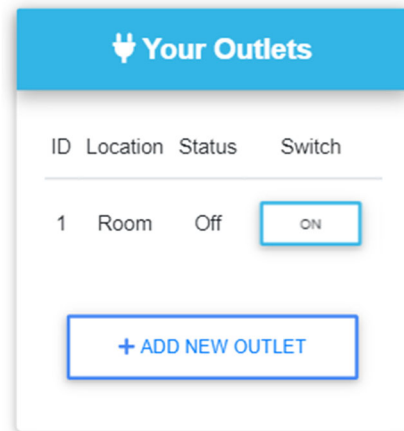 Your Outlets
ID Location Status Switch
1 Room Off ON
+ ADD NEW OUTLET